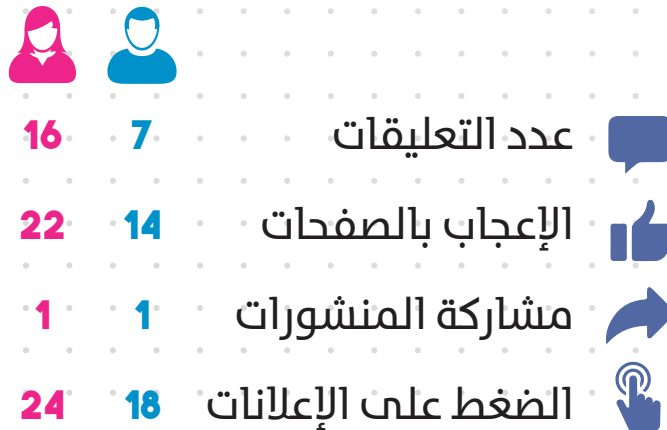 عدد التعليقات 7 16
الإعجاب بالصفحات 14 22
مشاركة المنشورات 1 1
الضغط على الإعلانات 18 24